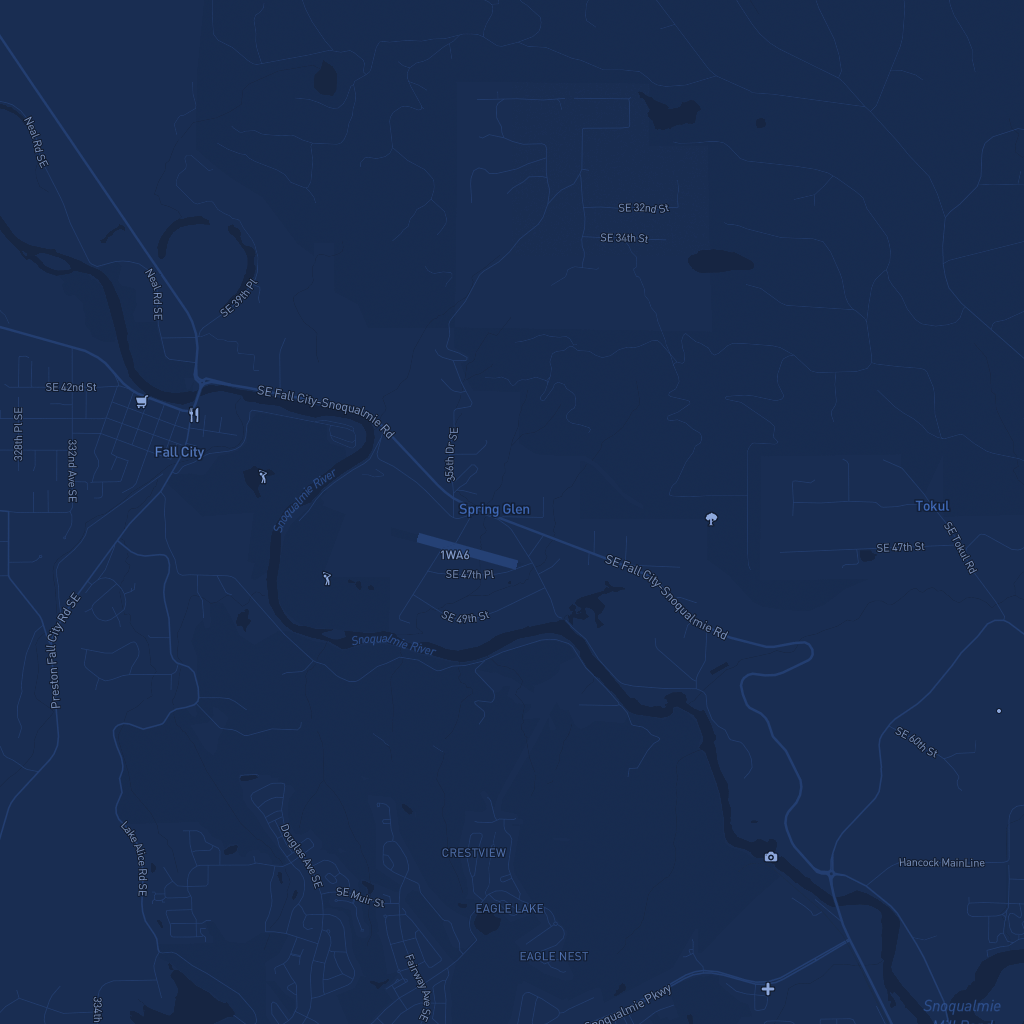 Neal Rd SE
SE 32nd St
SE 34th St
Neal Rd SE
SE 39th Pl
SE 42nd St
SE Fall City-Snoqualmie Rd
328th Pl SE
332nd Ave SE
Fall City
356th Dr SE
Snoqualmie River
Spring Glen
Tokul
1WA6
SE 47th Pl
SE 47th St
SE Tokul Rd
SE Fall City-Snoqualmie Rd
SE 49th St
Preston Fall City Rd SE
Snoqualmie River
SE 60th St
Lake Alice Rd SE
Douglas Ave SE
CRESTVIEW
Hancock MainLine
SE Muir St
EAGLE LAKE
EAGLE NEST
Fairway Ave SE
334th
Snoqualmie Pkwy
Snoqualmie